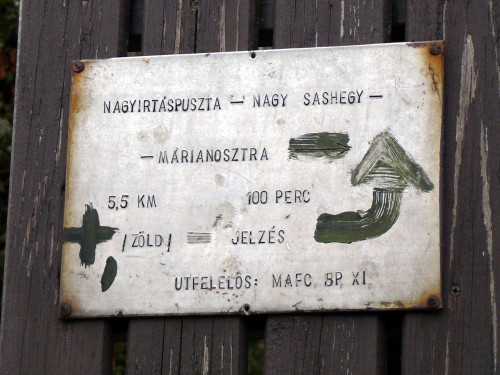 NAGYIRTÁSPUSZTA — NAGY SASHEGY —
— MÁRIANOSZTRA
5,5 KM 100 PERC
/ZÖLD/ JELZÉS
UTFELELŐS: MAFC BP XI